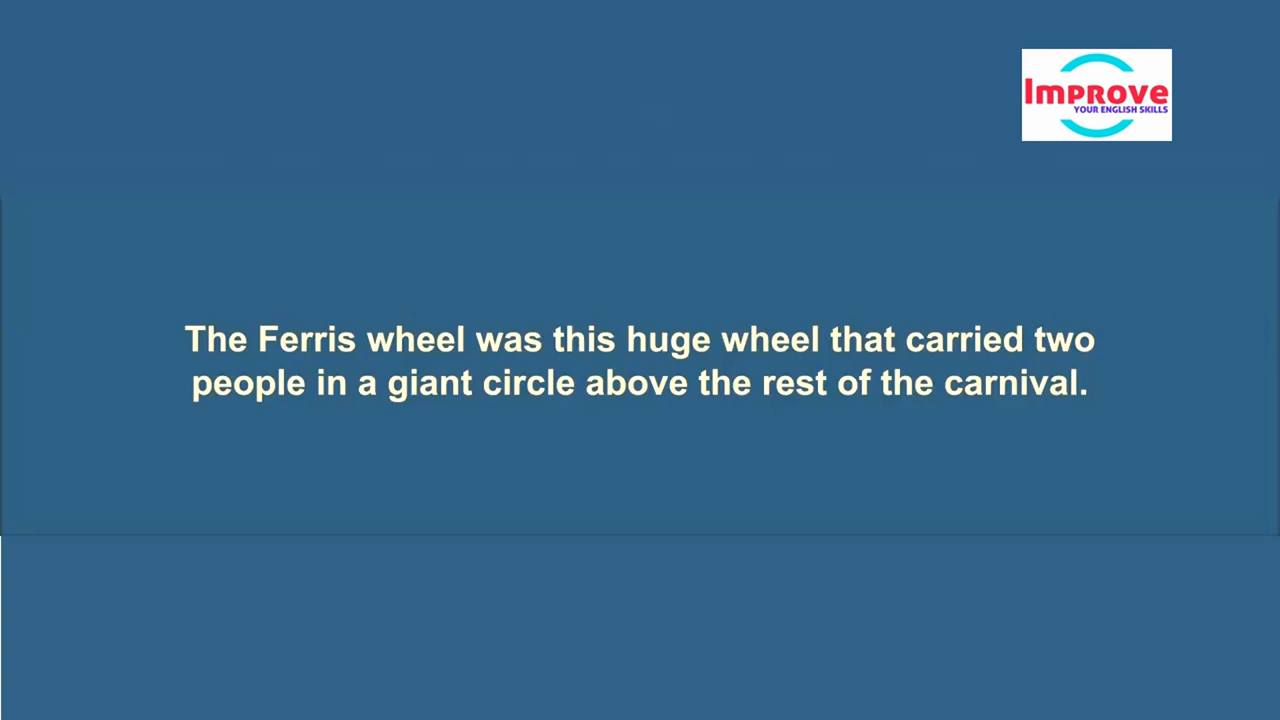 Improve
YOUR ENGLISH SKILLS
The Ferris wheel was this huge wheel that carried two
people in a giant circle above the rest of the carnival.